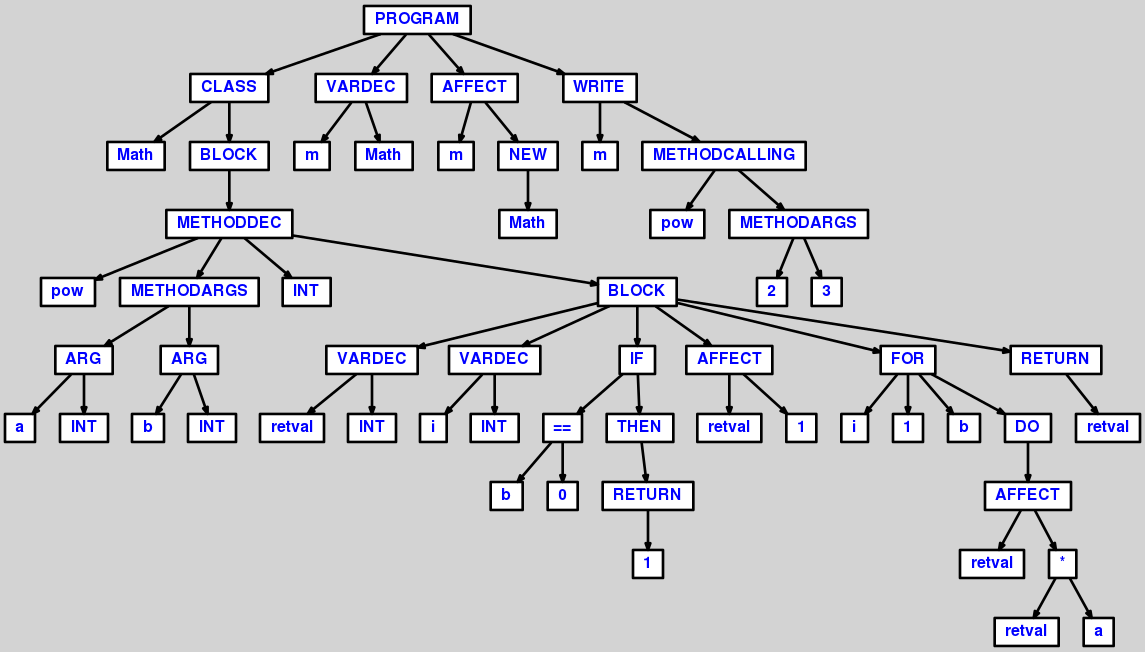 PROGRAM
CLASS VARDEC AFFECT WRITE
Math BLOCK m Math m NEW m METHODCALLING
METHODDEC Math pow METHODARGS
pow METHODARGS INT BLOCK 2 3
ARG ARG VARDEC VARDEC IF AFFECT FOR RETURN
a INT b INT retval INT i INT == THEN retval 1 i 1 b DO retval
b 0 RETURN AFFECT
1 retval *
retval a